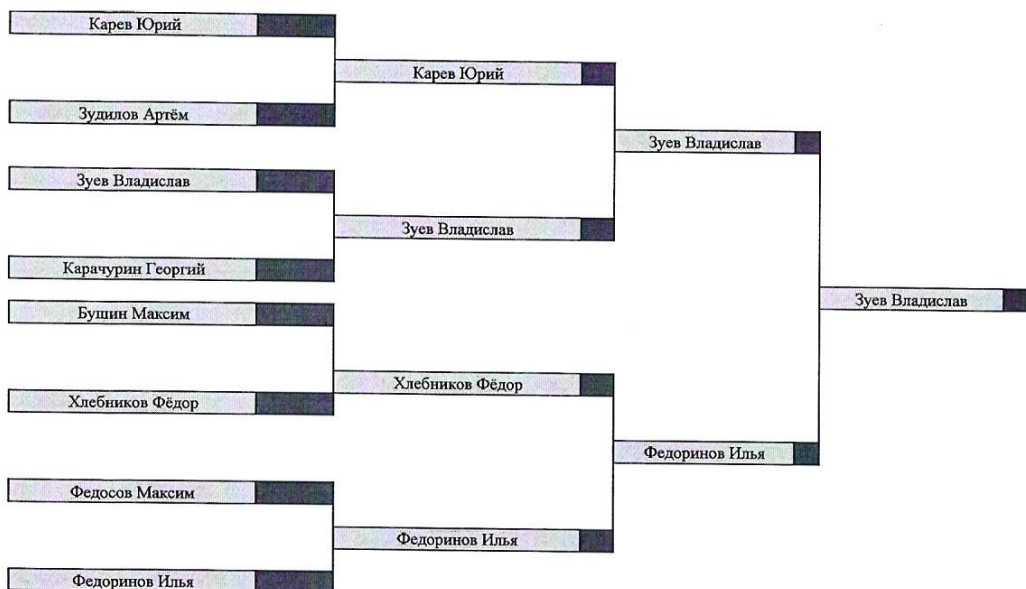 Карев Юрий
Зудилов Артём
Зуев Владислав
Карачурин Георгий
Бушин Максим
Хлебников Фёдор
Федосов Максим
Федоринов Илья
Карев Юрий
Зуев Владислав
Хлебников Фёдор
Федоринов Илья
Зуев Владислав
Федоринов Илья
Зуев Владислав